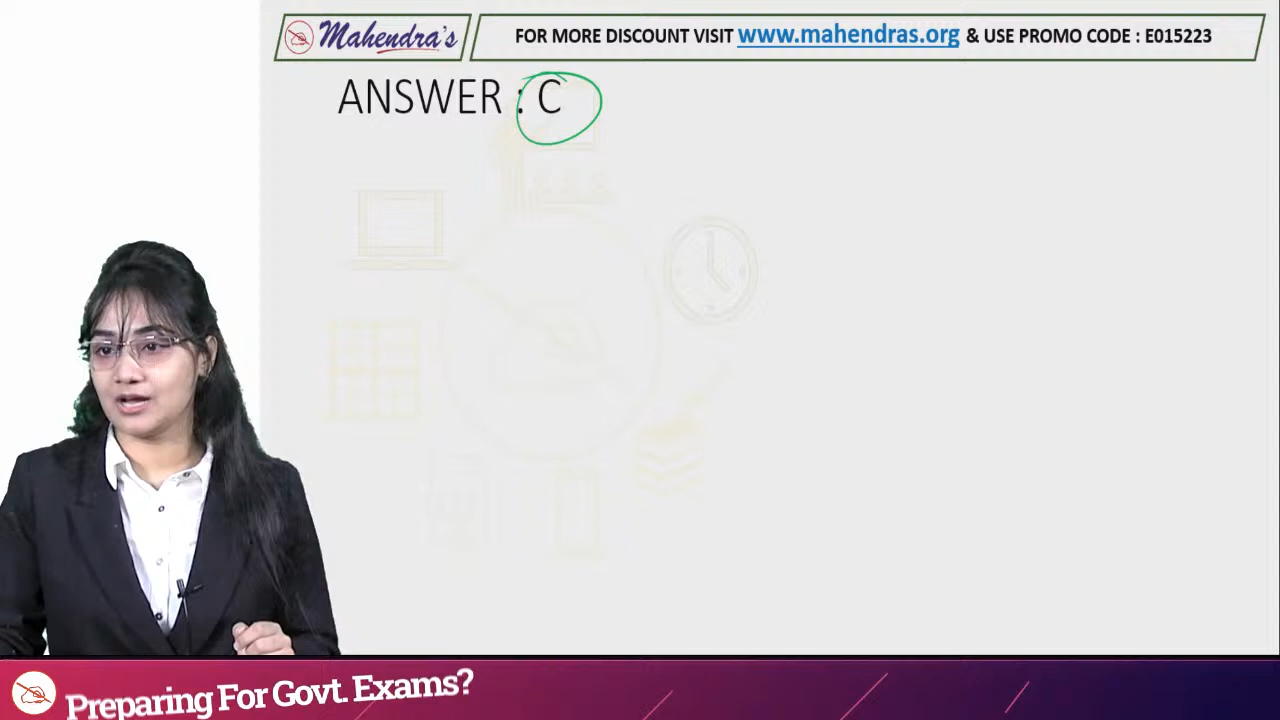 Mahendra's
FOR MORE DISCOUNT VISIT www.mahendras.org & USE PROMO CODE : E015223
ANSWER : C
Preparing For Govt. Exams?